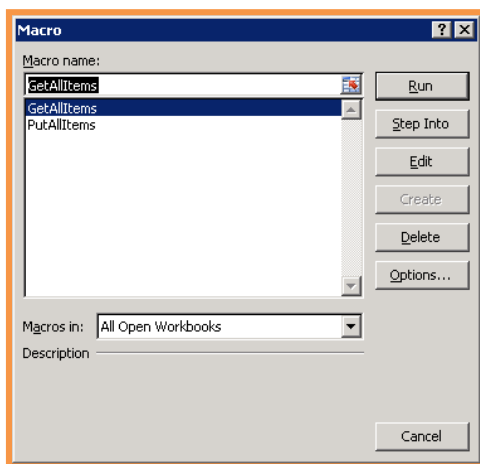 Macro
Macro name:
GetAllItems
Run
GetAllItems
PutAllItems
Step Into
Edit
Create
Delete
Options...
Macros in: All Open Workbooks
Description
Cancel